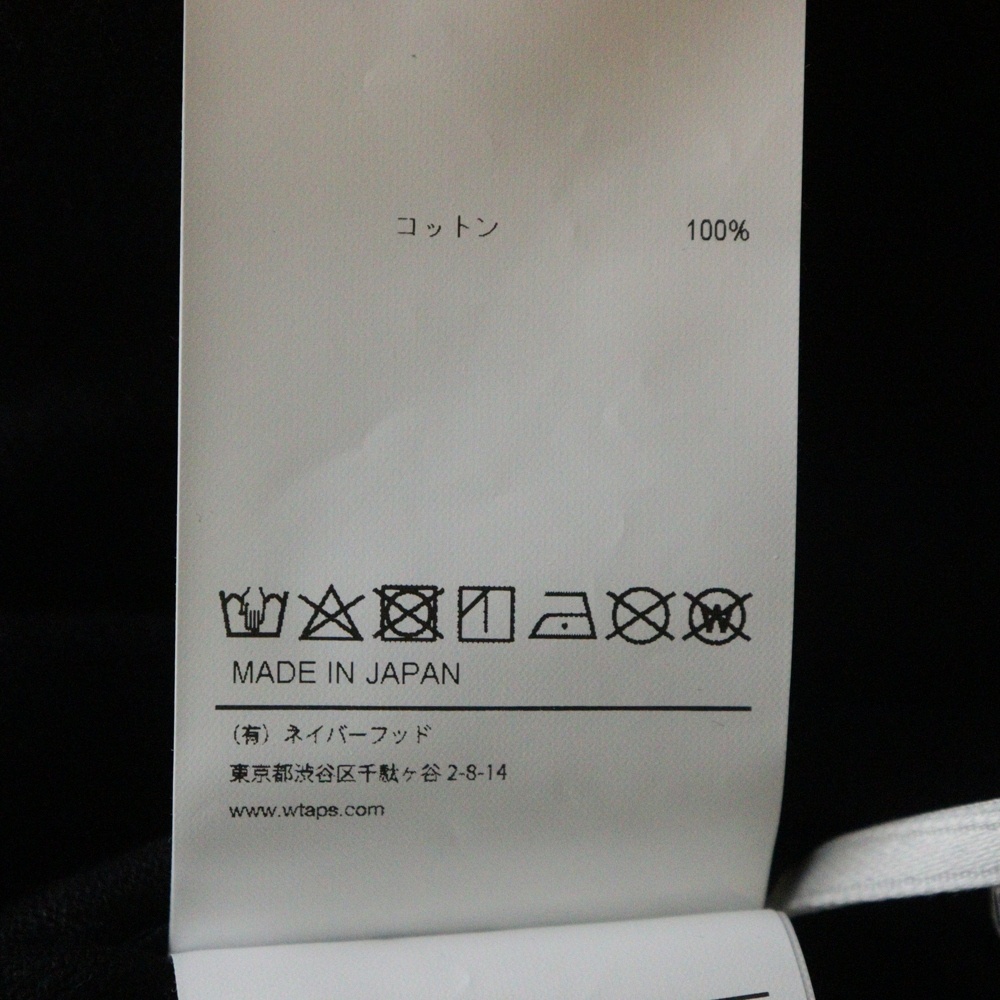 コットン 100%
MADE IN JAPAN
（有）ネイバーフッド
東京都渋谷区千駄ヶ谷 2-8-14
www.wtaps.com